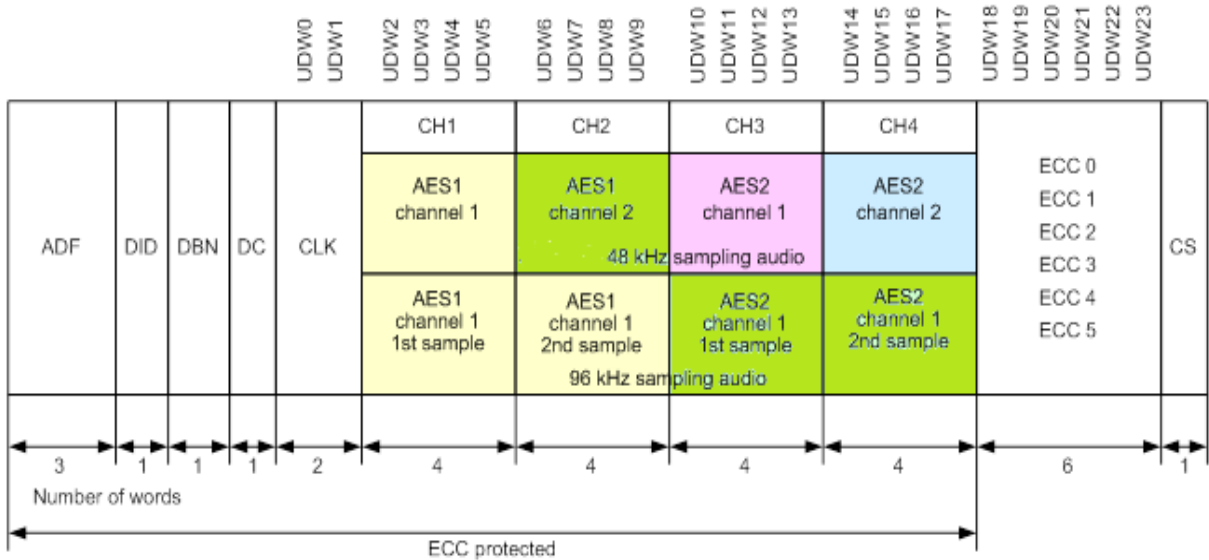 UDW0
UDW1
UDW2
UDW3
UDW4
UDW5
UDW6
UDW7
UDW8
UDW9
UDW10
UDW11
UDW12
UDW13
UDW14
UDW15
UDW16
UDW17
UDW18
UDW19
UDW20
UDW21
UDW22
UDW23
ADF
DID
DBN
DC
CLK
CH1
CH2
CH3
CH4
AES1
channel 1
AES1
channel 2
AES2
channel 1
AES2
channel 2
48 kHz sampling audio
AES1
channel 1
1st sample
AES1
channel 1
2nd sample
AES2
channel 1
1st sample
AES2
channel 1
2nd sample
96 kHz sampling audio
ECC 0
ECC 1
ECC 2
ECC 3
ECC 4
ECC 5
CS
3
1
1
1
2
4
4
4
4
6
1
Number of words
ECC protected